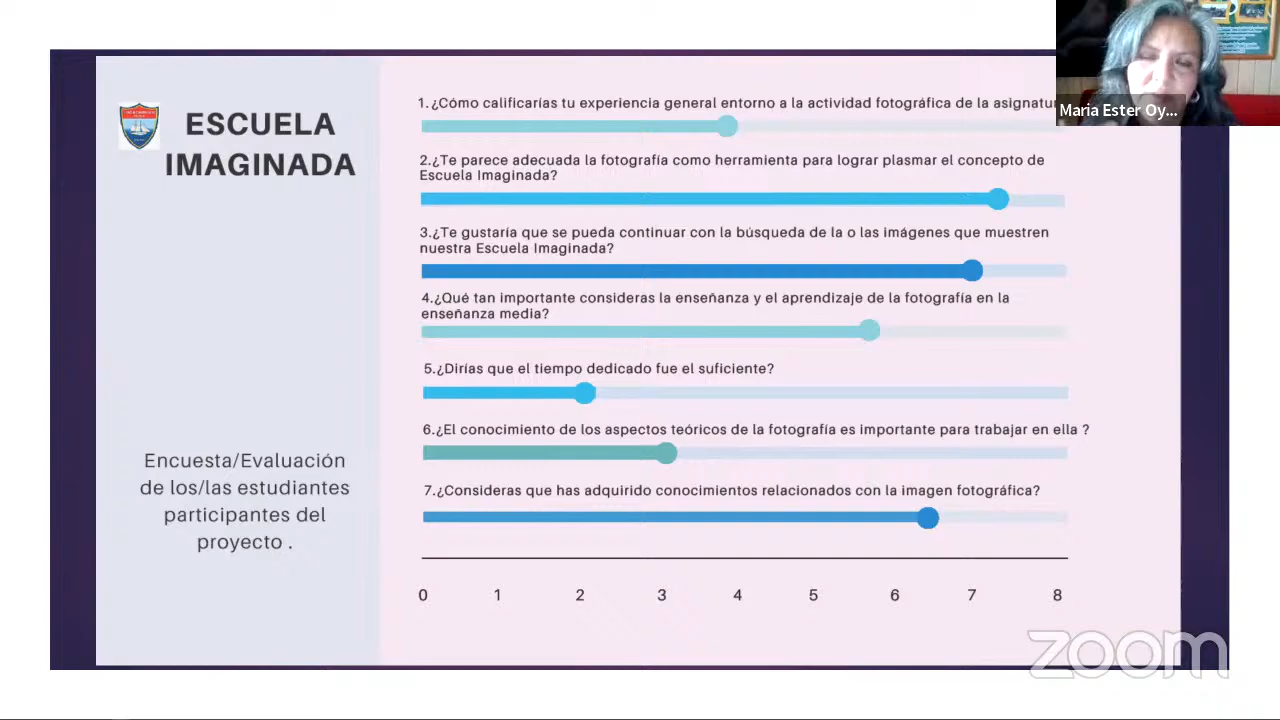 ESCUELA
IMAGINADA
Encuesta/Evaluación
de los/las estudiantes
participantes del
proyecto .
1.¿Cómo calificarías tu experiencia general entorno a la actividad fotográfica de la
2.¿Te parece adecuada la fotografía como herramienta para lograr plasmar el concepto de
Escuela Imaginada?
3.¿Te gustaría que se pueda continuar con la búsqueda de la o las imágenes que muestren
nuestra Escuela Imaginada?
4.¿Qué tan importante consideras la enseñanza y el aprendizaje de la fotografía en la
enseñanza media?
5.¿Dirías que el tiempo dedicado fue el suficiente?
6.¿El conocimiento de los aspectos teóricos de la fotografía es importante para trabajar en ella ?
7.¿Consideras que has adquirido conocimientos relacionados con la imagen fotográfica?
0 1 2 3 4 5 6 7 8
Maria Ester Oy...
zoom